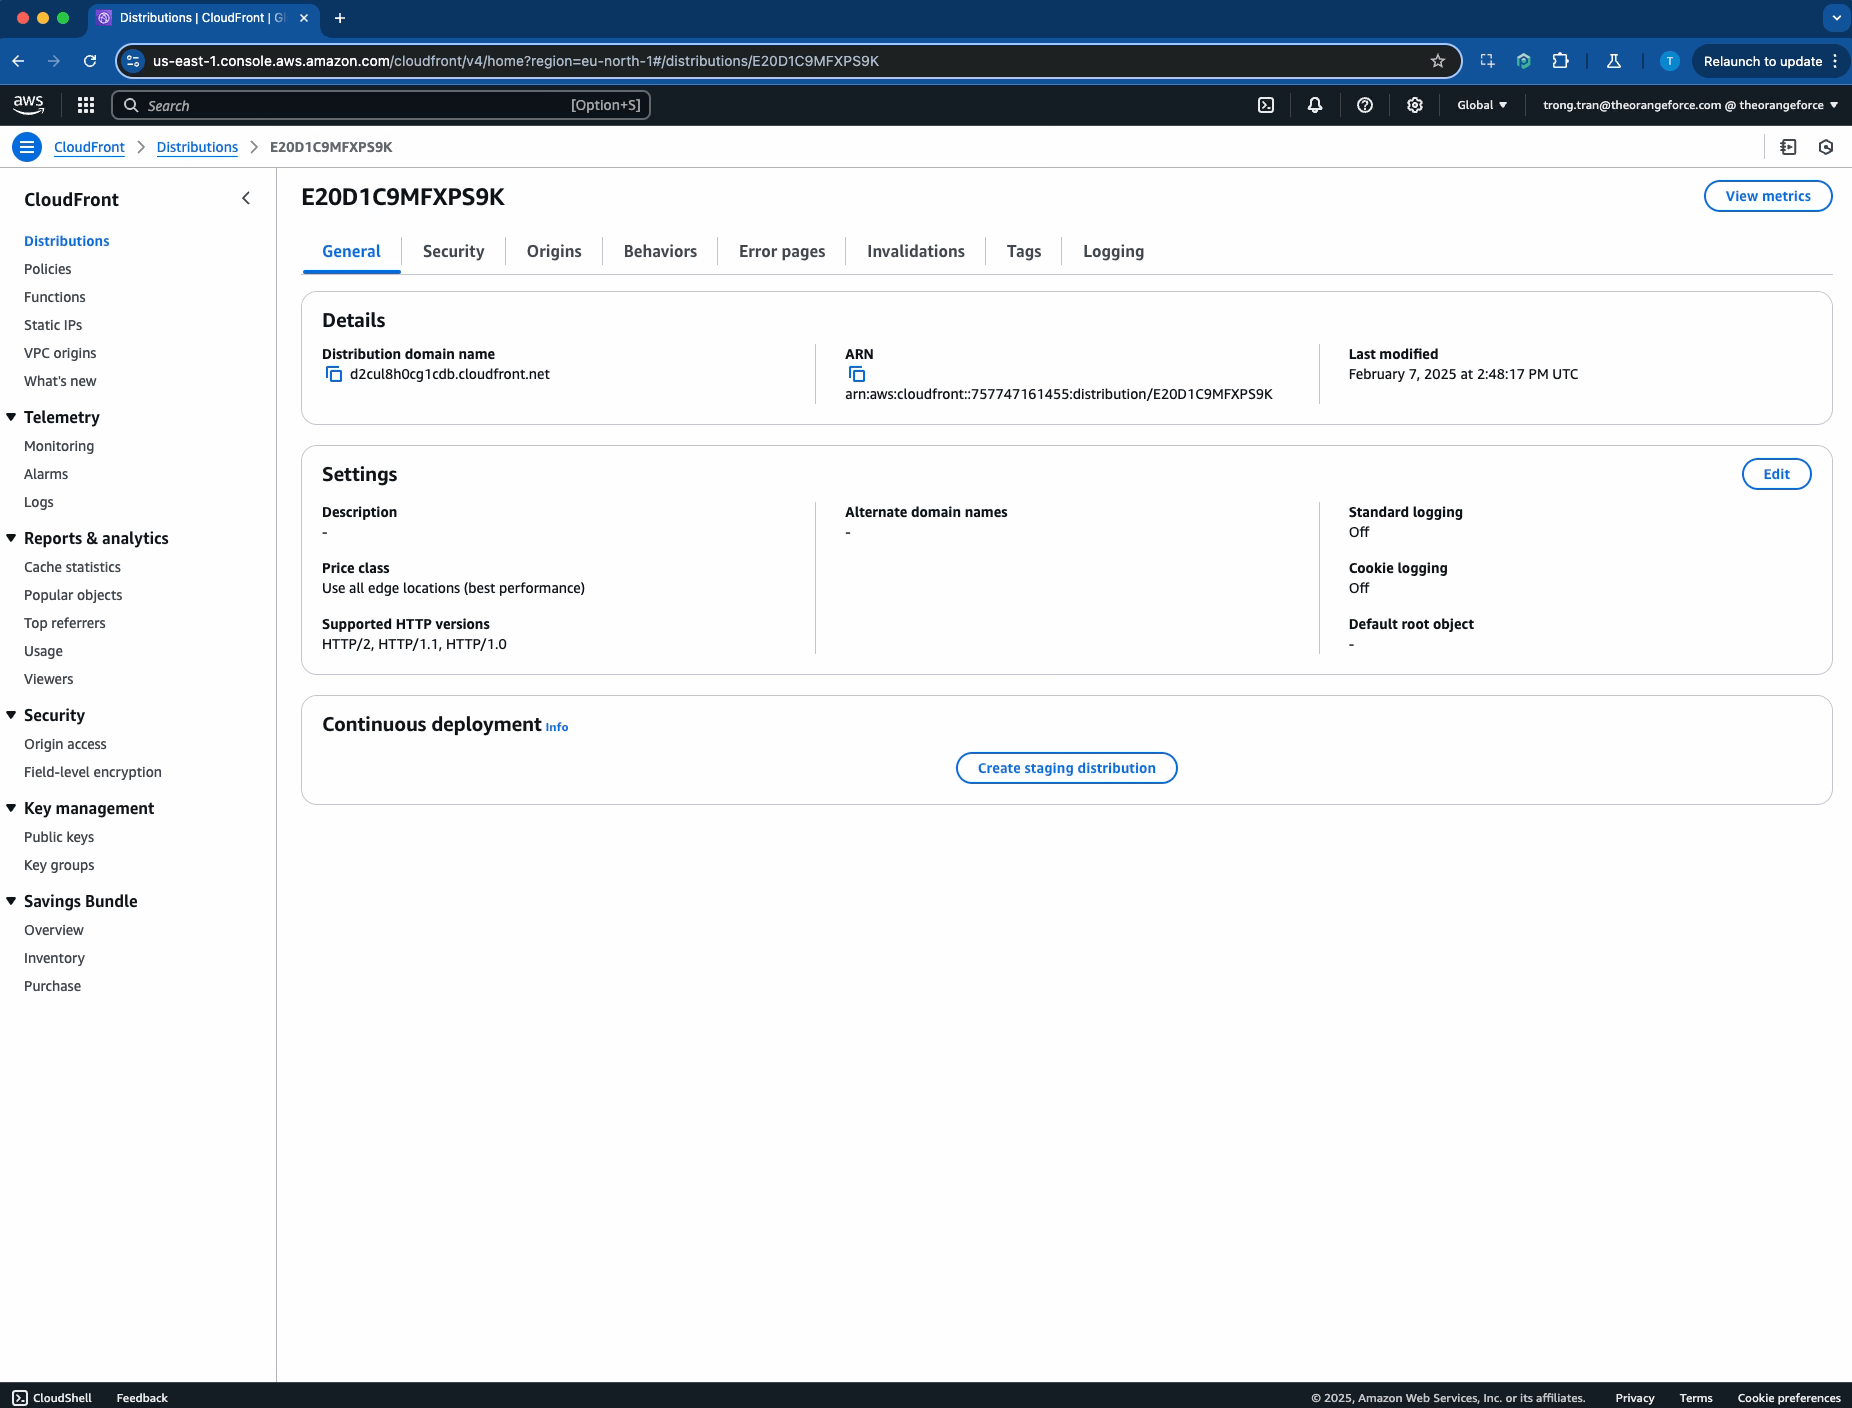 Distributions | CloudFront | Gl
us-east-1.console.aws.amazon.com/cloudfront/v4/home?region=eu-north-1#/distributions/E20D1C9MFXPS9K
T
Relaunch to update
aws
Search
[Option+S]
Global
trong.tran@theorangeforce.com @ theorangeforce
CloudFront
Distributions
E20D1C9MFXPS9K
CloudFront
Distributions
Policies
Functions
Static IPs
VPC origins
What's new
Telemetry
Monitoring
Alarms
Logs
Reports & analytics
Cache statistics
Popular objects
Top referrers
Usage
Viewers
Security
Origin access
Field-level encryption
Key management
Public keys
Key groups
Savings Bundle
Overview
Inventory
Purchase
E20D1C9MFXPS9K
View metrics
General
Security
Origins
Behaviors
Error pages
Invalidations
Tags
Logging
Details
Distribution domain name
d2cul8h0cg1cdb.cloudfront.net
ARN
arn:aws:cloudfront::757747161455:distribution/E20D1C9MFXPS9K
Last modified
February 7, 2025 at 2:48:17 PM UTC
Settings
Edit
Description
-
Price class
Use all edge locations (best performance)
Supported HTTP versions
HTTP/2, HTTP/1.1, HTTP/1.0
Alternate domain names
-
Standard logging
Off
Cookie logging
Off
Default root object
-
Continuous deployment Info
Create staging distribution
CloudShell
Feedback
© 2025, Amazon Web Services, Inc. or its affiliates.
Privacy
Terms
Cookie preferences